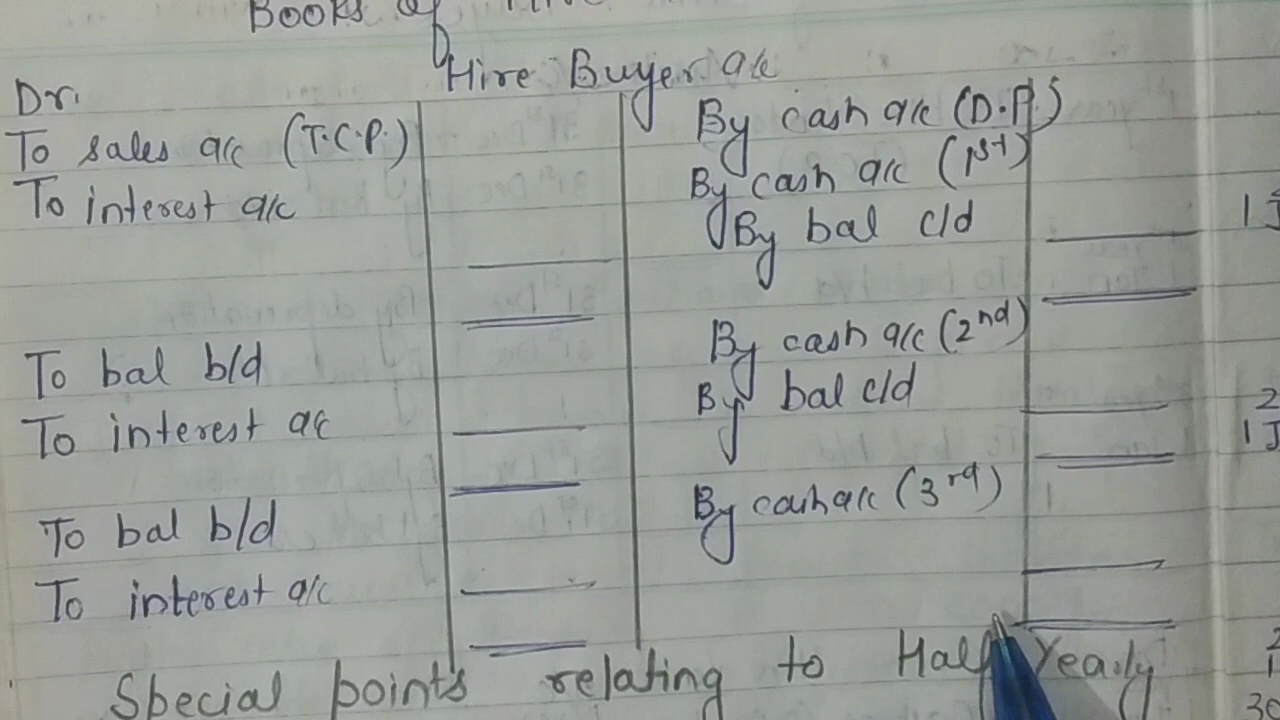 Books of Hire
Hire Buyer a/c
Dr.
To sales a/c (T.C.P.) By cash a/c (D.P.)
To interest a/c By cash a/c (1st)
By bal c/d
To bal b/d By cash a/c (2nd)
To interest a/c By bal c/d
To bal b/d By cash a/c (3rd)
To interest a/c
Special points relating to Half Yearly